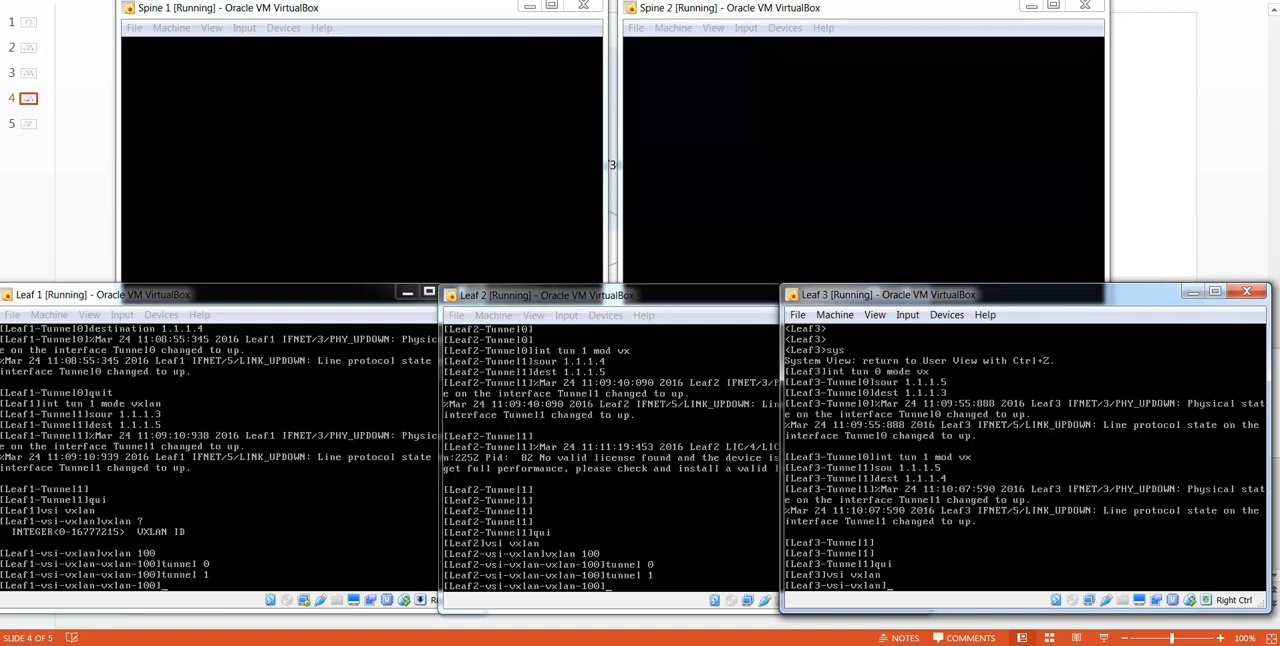 Spine 1 [Running] - Oracle VM VirtualBox
File Machine View Input Devices Help
Spine 2 [Running] - Oracle VM VirtualBox
File Machine View Input Devices Help
1
2
3
4
5
3
Leaf 1 [Running] - Oracle VM VirtualBox
File Machine View Input Devices Help
[Leaf1-Tunnel0]destination 1.1.1.4
[Leaf1-Tunnel0]%Mar 24 11:08:55:345 2016 Leaf1 IFNET/3/PHY_UPDOWN: Physic
e on the interface Tunnel0 changed to up.
%Mar 24 11:08:55:345 2016 Leaf1 IFNET/5/LINK_UPDOWN: Line protocol state
interface Tunnel0 changed to up.
[Leaf1-Tunnel0]quit
[Leaf1]int tun 1 mode vxlan
[Leaf1-Tunnel1]sour 1.1.1.3
[Leaf1-Tunnel1]dest 1.1.1.5
[Leaf1-Tunnel1]%Mar 24 11:09:10:938 2016 Leaf1 IFNET/3/PHY_UPDOWN: Physic
e on the interface Tunnel1 changed to up.
%Mar 24 11:09:10:939 2016 Leaf1 IFNET/5/LINK_UPDOWN: Line protocol state
interface Tunnel1 changed to up.
[Leaf1-Tunnel1]
[Leaf1-Tunnel1]qui
[Leaf1]vsi vxlan
[Leaf1-vsi-vxlan]vxlan ?
INTEGER<0-16777215> VXLAN ID
[Leaf1-vsi-vxlan]vxlan 100
[Leaf1-vsi-vxlan-vxlan-100]tunnel 0
[Leaf1-vsi-vxlan-vxlan-100]tunnel 1
[Leaf1-vsi-vxlan-vxlan-100]_
Leaf 2 [Running] - Oracle VM VirtualBox
File Machine View Input Devices Help
[Leaf2-Tunnel0]
[Leaf2-Tunnel0]
[Leaf2-Tunnel0]int tun 1 mod vx
[Leaf2-Tunnel1]sour 1.1.1.4
[Leaf2-Tunnel1]dest 1.1.1.5
[Leaf2-Tunnel1]%Mar 24 11:09:40:090 2016 Leaf2 IFNET/3/P
e on the interface Tunnel1 changed to up.
%Mar 24 11:09:40:090 2016 Leaf2 IFNET/5/LINK_UPDOWN: Lin
interface Tunnel1 changed to up.
[Leaf2-Tunnel1]
[Leaf2-Tunnel1]%Mar 24 11:11:19:453 2016 Leaf2 LIC/4/LIC
n:2252 Pid: 82 No valid license found and the device is
get full performance, please check and install a valid l
[Leaf2-Tunnel1]
[Leaf2-Tunnel1]
[Leaf2-Tunnel1]
[Leaf2-Tunnel1]
[Leaf2-Tunnel1]qui
[Leaf2]vsi vxlan
[Leaf2-vsi-vxlan]vxlan 100
[Leaf2-vsi-vxlan-vxlan-100]tunnel 0
[Leaf2-vsi-vxlan-vxlan-100]tunnel 1
[Leaf2-vsi-vxlan-vxlan-100]_
Leaf 3 [Running] - Oracle VM VirtualBox
File Machine View Input Devices Help
<Leaf3>
<Leaf3>
<Leaf3>sys
System View: return to User View with Ctrl+Z.
[Leaf3]int tun 0 mode vx
[Leaf3-Tunnel0]sour 1.1.1.5
[Leaf3-Tunnel0]dest 1.1.1.3
[Leaf3-Tunnel0]%Mar 24 11:09:55:888 2016 Leaf3 IFNET/3/PHY_UPDOWN: Physical stat
e on the interface Tunnel0 changed to up.
%Mar 24 11:09:55:888 2016 Leaf3 IFNET/5/LINK_UPDOWN: Line protocol state on the
interface Tunnel0 changed to up.
[Leaf3-Tunnel0]int tun 1 mod vx
[Leaf3-Tunnel1]sou 1.1.1.5
[Leaf3-Tunnel1]dest 1.1.1.4
[Leaf3-Tunnel1]%Mar 24 11:10:07:590 2016 Leaf3 IFNET/3/PHY_UPDOWN: Physical stat
e on the interface Tunnel1 changed to up.
%Mar 24 11:10:07:590 2016 Leaf3 IFNET/5/LINK_UPDOWN: Line protocol state on the
interface Tunnel1 changed to up.
[Leaf3-Tunnel1]
[Leaf3-Tunnel1]
[Leaf3-Tunnel1]qui
[Leaf3]vsi vxlan
[Leaf3-vsi-vxlan]_
Right Ctrl
SLIDE 4 OF 5
NOTES
COMMENTS
100%